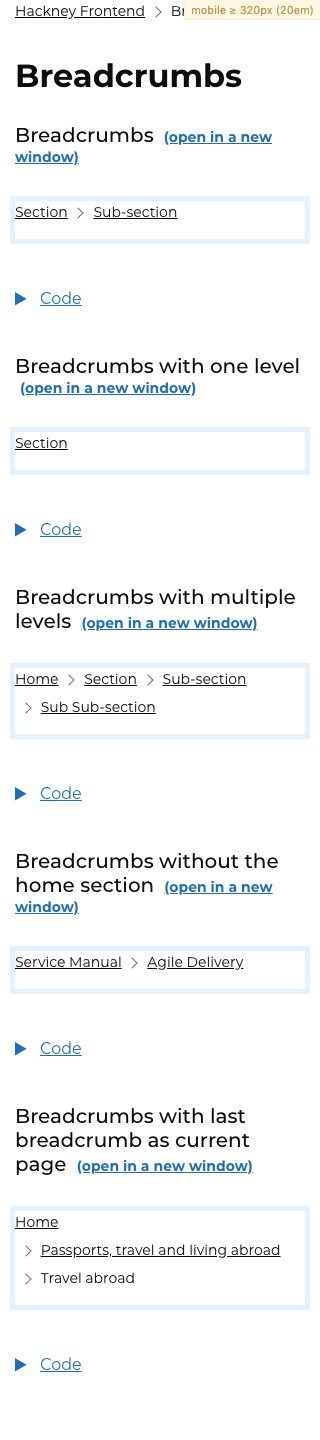 Hackney Frontend
mobile ≥ 320px (20em)
Breadcrumbs
Breadcrumbs (open in a new
window)
Section Sub-section
Code
Breadcrumbs with one level
(open in a new window)
Section
Code
Breadcrumbs with multiple
levels (open in a new window)
Home Section Sub-section
Sub Sub-section
Code
Breadcrumbs without the
home section (open in a new
window)
Service Manual Agile Delivery
Code
Breadcrumbs with last
breadcrumb as current
page (open in a new window)
Home
Passports, travel and living abroad
Travel abroad
Code